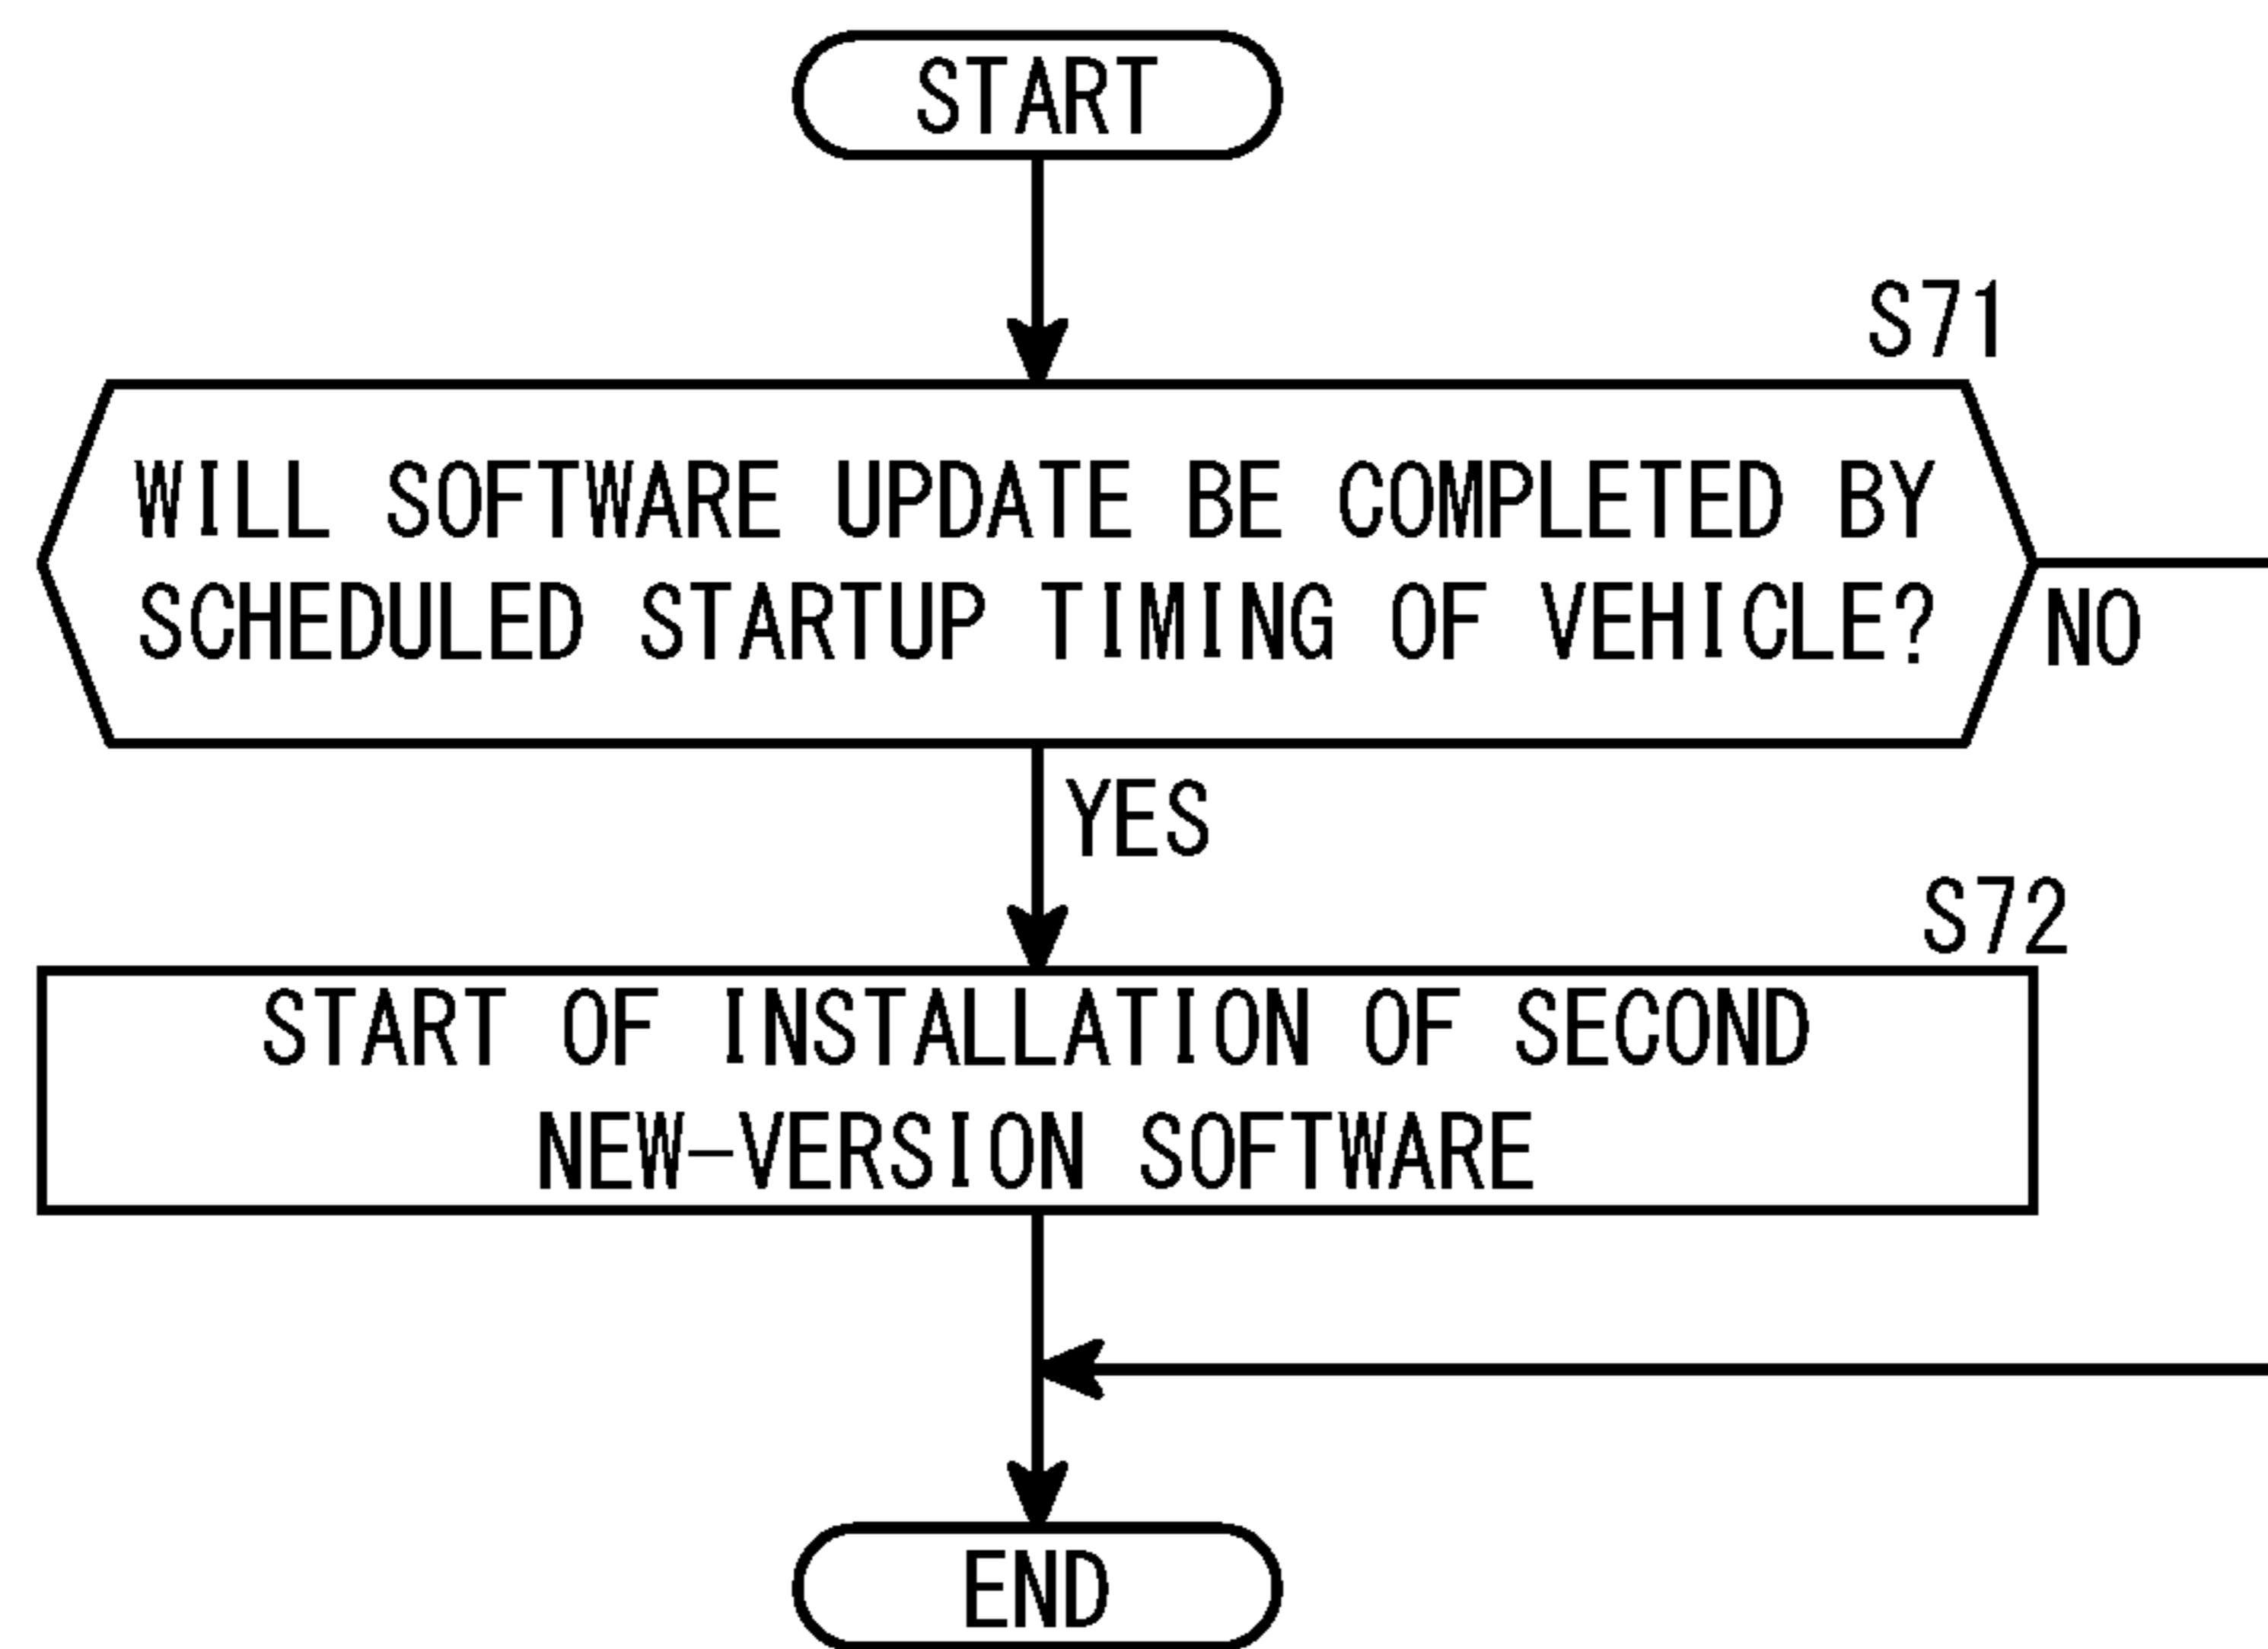 START
S71
WILL SOFTWARE UPDATE BE COMPLETED BY
SCHEDULED STARTUP TIMING OF VEHICLE?
NO
YES
S72
START OF INSTALLATION OF SECOND
NEW-VERSION SOFTWARE
END